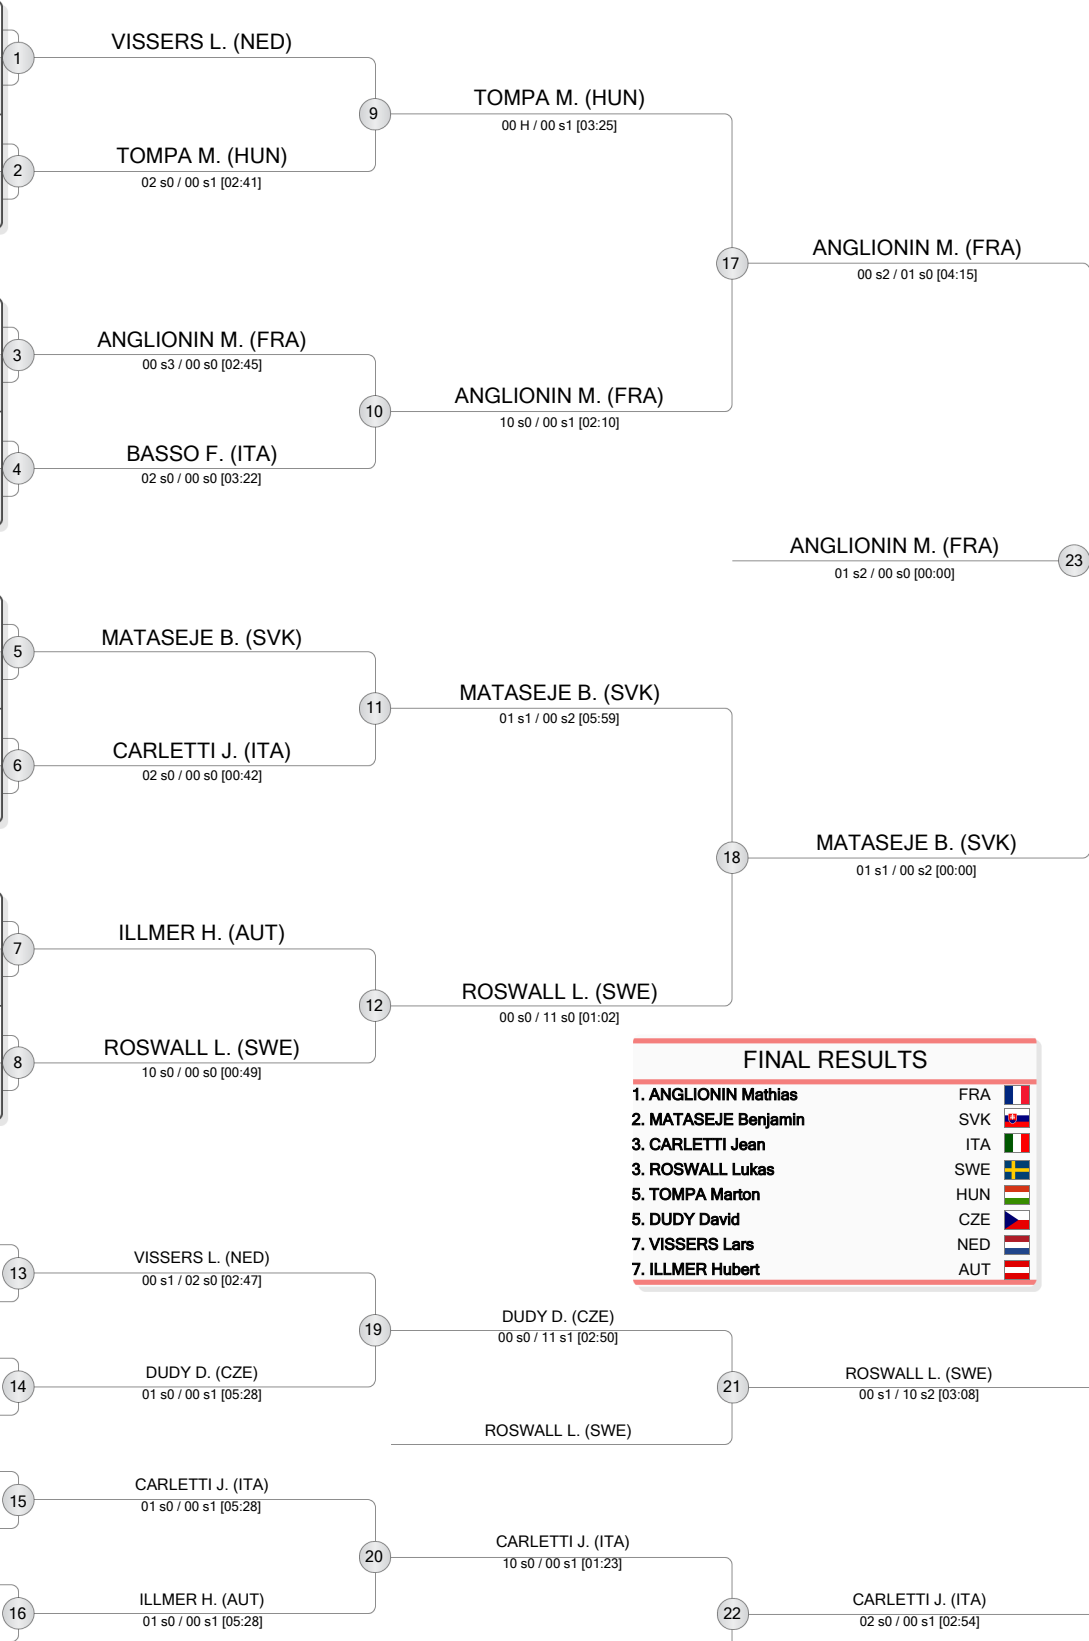 VISSERS L. (NED)
1
TOMPA M. (HUN)
9
00 H / 00 s1 [03:25]
TOMPA M. (HUN)
2
02 s0 / 00 s1 [02:41]
ANGLIONIN M. (FRA)
17
00 s2 / 01 s0 [04:15]
ANGLIONIN M. (FRA)
3
00 s3 / 00 s0 [02:45]
ANGLIONIN M. (FRA)
10
10 s0 / 00 s1 [02:10]
BASSO F. (ITA)
4
02 s0 / 00 s0 [03:22]
ANGLIONIN M. (FRA)
23
01 s2 / 00 s0 [00:00]
MATASEJE B. (SVK)
5
MATASEJE B. (SVK)
11
01 s1 / 00 s2 [05:59]
CARLETTI J. (ITA)
6
02 s0 / 00 s0 [00:42]
MATASEJE B. (SVK)
18
01 s1 / 00 s2 [00:00]
ILLMER H. (AUT)
7
ROSWALL L. (SWE)
12
00 s0 / 11 s0 [01:02]
ROSWALL L. (SWE)
8
10 s0 / 00 s0 [00:49]
FINAL RESULTS
1. ANGLIONIN Mathias FRA
2. MATASEJE Benjamin SVK
3. CARLETTI Jean ITA
3. ROSWALL Lukas SWE
5. TOMPA Marton HUN
5. DUDY David CZE
7. VISSERS Lars NED
7. ILLMER Hubert AUT
VISSERS L. (NED)
13
00 s1 / 02 s0 [02:47]
DUDY D. (CZE)
19
00 s0 / 11 s1 [02:50]
DUDY D. (CZE)
14
01 s0 / 00 s1 [05:28]
ROSWALL L. (SWE)
21
00 s1 / 10 s2 [03:08]
ROSWALL L. (SWE)
CARLETTI J. (ITA)
15
01 s0 / 00 s1 [05:28]
CARLETTI J. (ITA)
20
10 s0 / 00 s1 [01:23]
ILLMER H. (AUT)
16
01 s0 / 00 s1 [05:28]
CARLETTI J. (ITA)
22
02 s0 / 00 s1 [02:54]